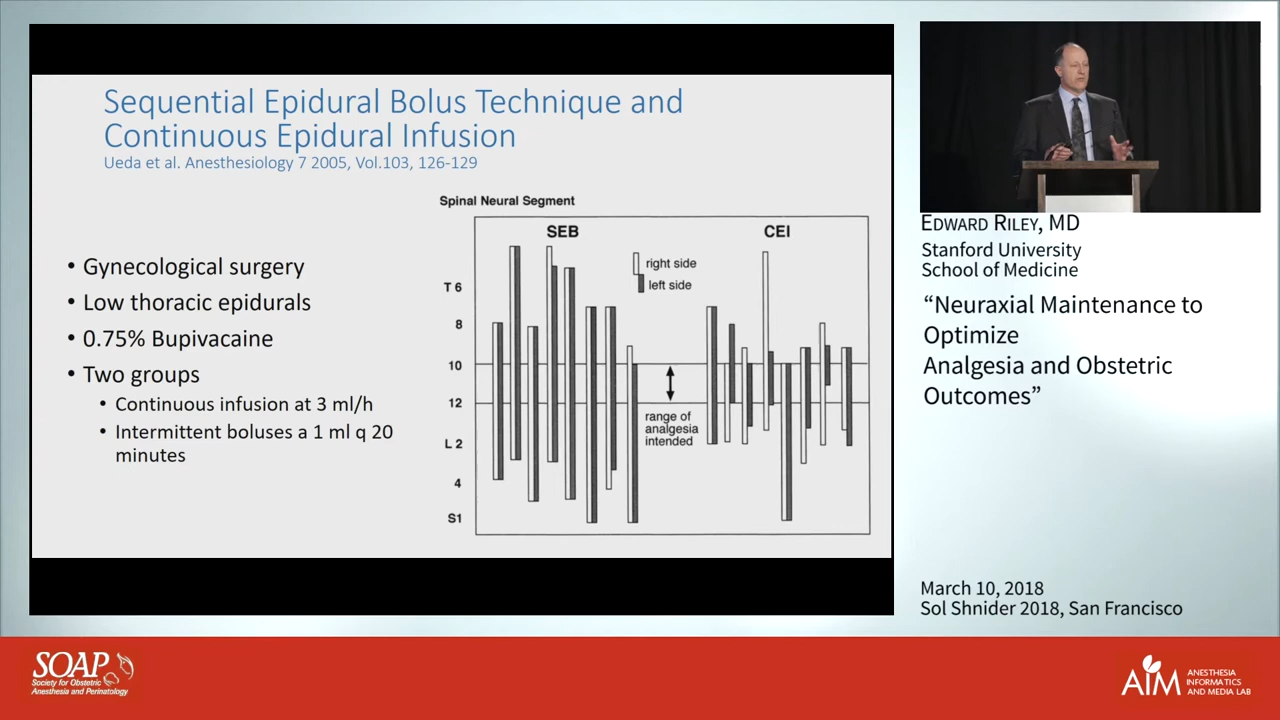 Sequential Epidural Bolus Technique and
Continuous Epidural Infusion
Ueda et al. Anesthesiology 7 2005, Vol.103, 126-129
• Gynecological surgery
• Low thoracic epidurals
• 0.75% Bupivacaine
• Two groups
• Continuous infusion at 3 ml/h
• Intermittent boluses a 1 ml q 20
minutes
Spinal Neural Segment
SEB
CEI
right side
left side
T 6
8
10
12
L 2
4
S1
range of
analgesia
intended
EDWARD RILEY, MD
Stanford University
School of Medicine
“Neuraxial Maintenance to
Optimize
Analgesia and Obstetric
Outcomes”
March 10, 2018
Sol Shnider 2018, San Francisco
SOAP
Society for Obstetric
Anesthesia and Perinatology
AIM
ANESTHESIA
INFORMATICS
AND MEDIA LAB